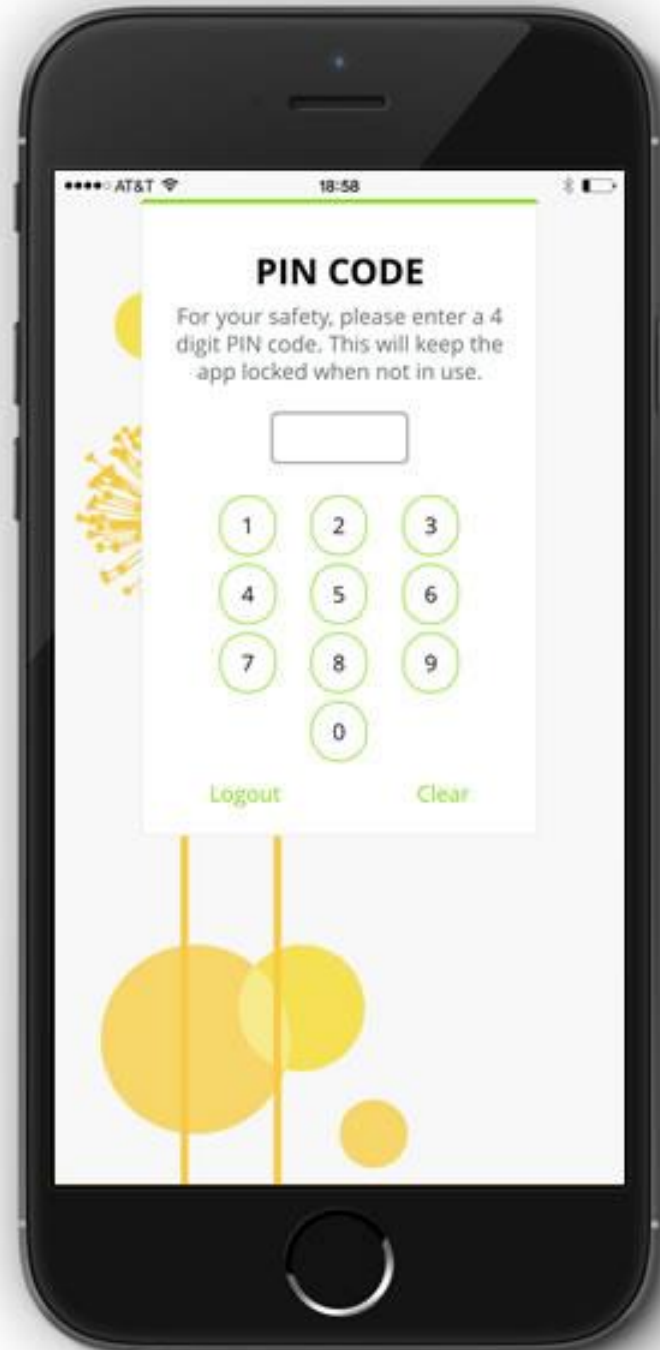 AT&T 18:58
PIN CODE
For your safety, please enter a 4
digit PIN code. This will keep the
app locked when not in use.
1 2 3
4 5 6
7 8 9
0
Logout Clear